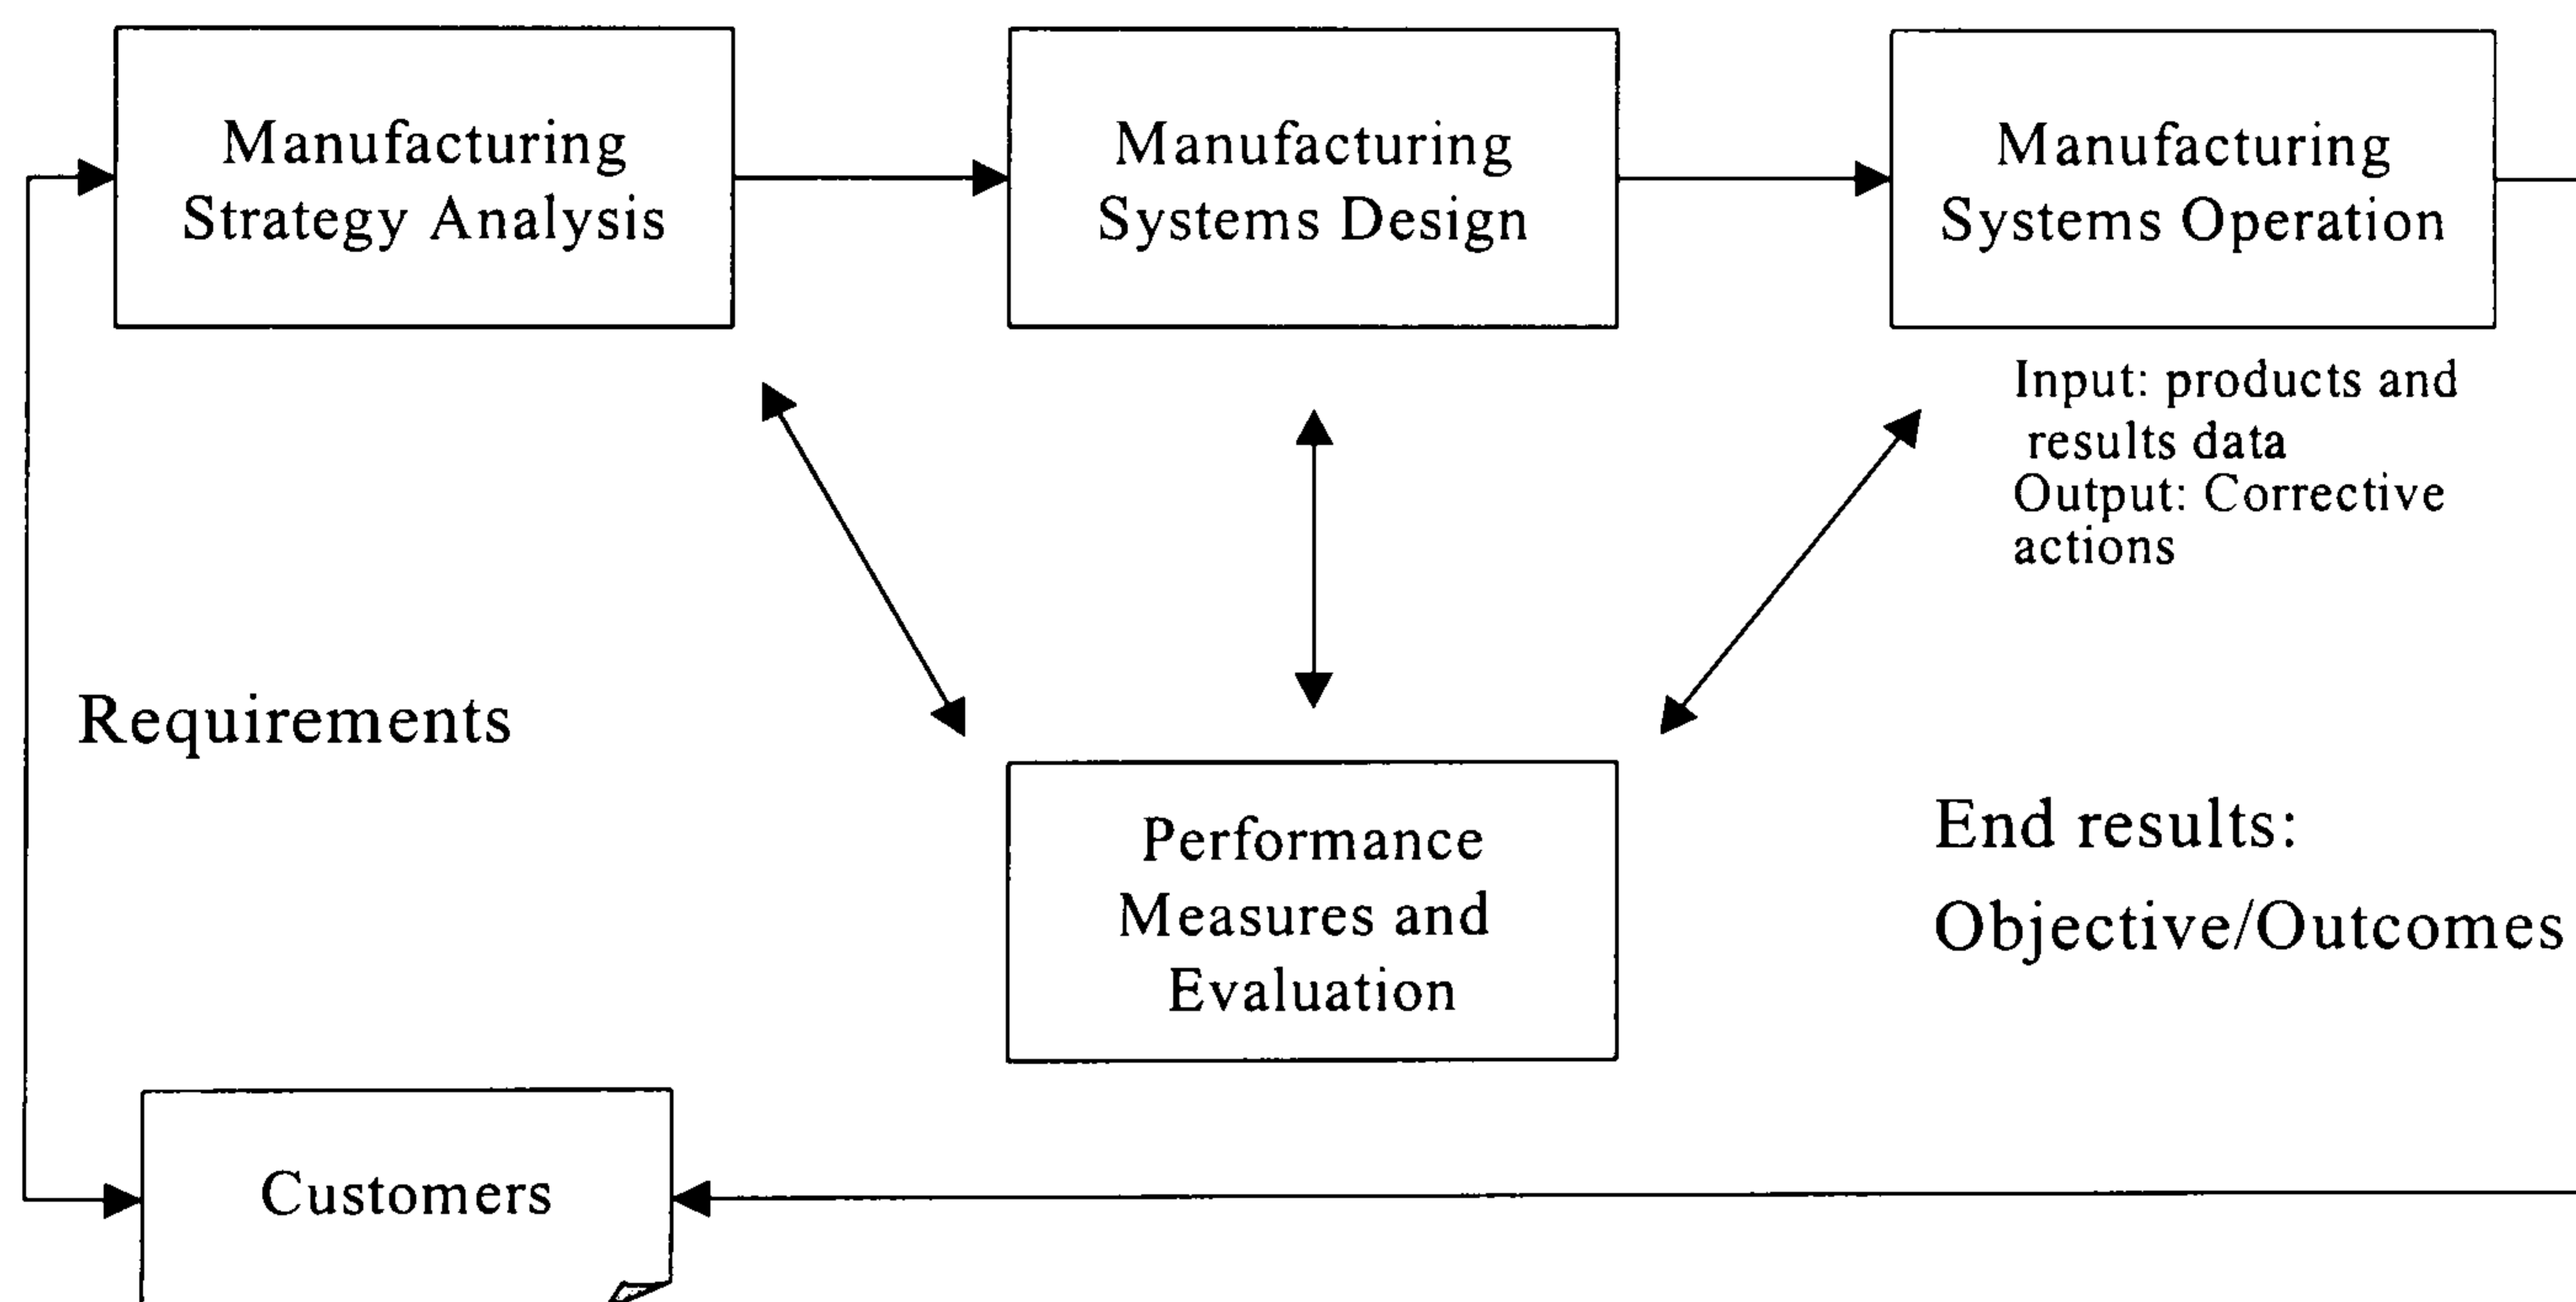 Manufacturing
Strategy Analysis
Manufacturing
Systems Design
Manufacturing
Systems Operation
Input: products and
results data
Output: Corrective
actions
Requirements
Performance
Measures and
Evaluation
End results:
Objective/Outcomes
Customers